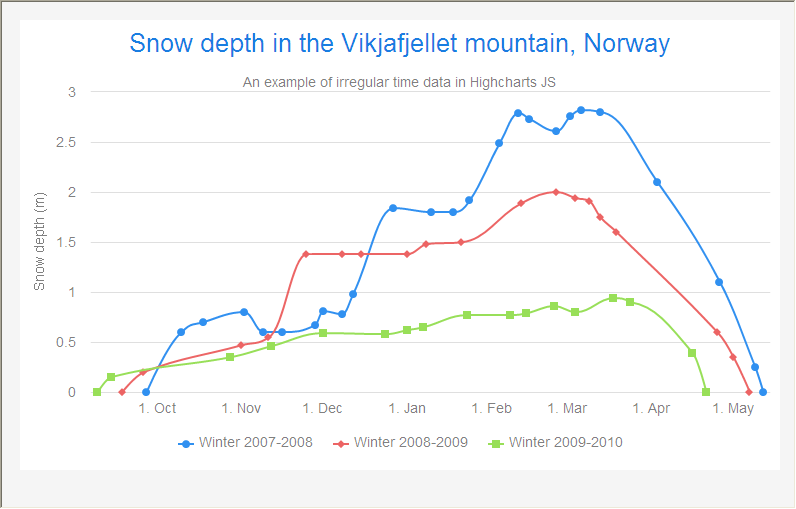 Snow depth in the Vikjafjellet mountain, Norway
An example of irregular time data in Highcharts JS
Snow depth (m)
3
2.5
2
1.5
1
0.5
0
1. Oct 1. Nov 1. Dec 1. Jan 1. Feb 1. Mar 1. Apr 1. May
Winter 2007-2008 Winter 2008-2009 Winter 2009-2010